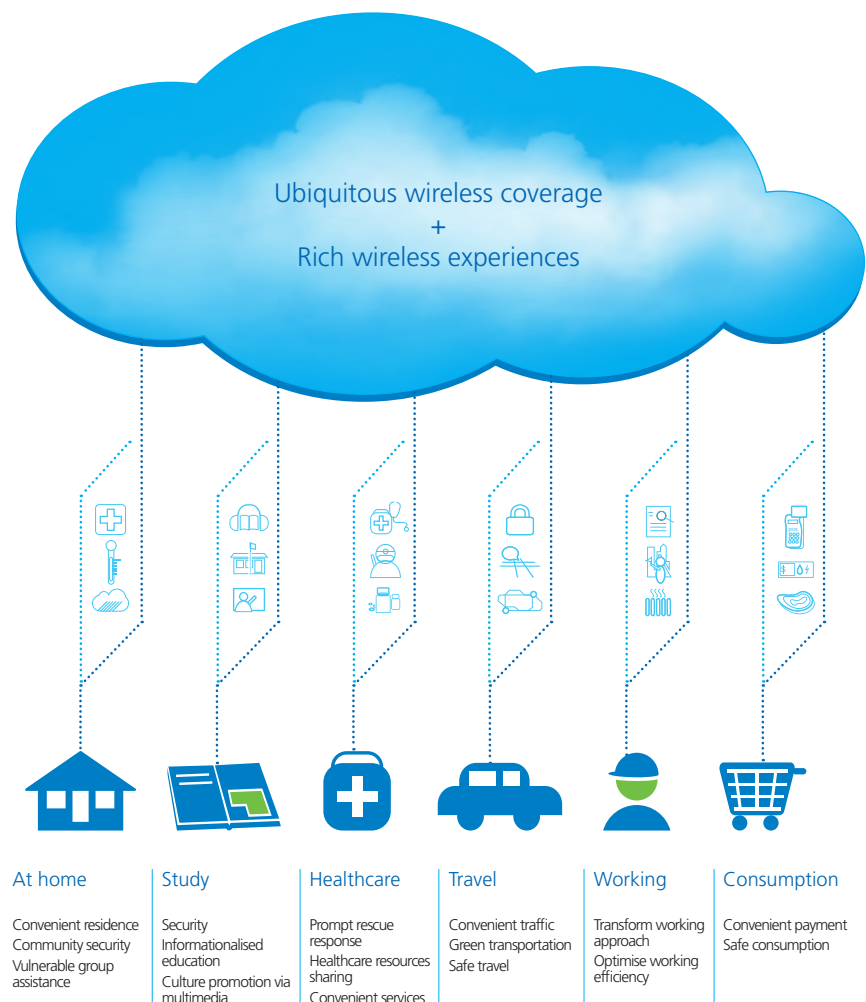 Ubiquitous wireless coverage
+
Rich wireless experiences
At home
Convenient residence
Community security
Vulnerable group
assistance
Study
Security
Informationalised
education
Culture promotion via
multimedia
Healthcare
Prompt rescue
response
Healthcare resources
sharing
Convenient services
Travel
Convenient traffic
Green transportation
Safe travel
Working
Transform working
approach
Optimise working
efficiency
Consumption
Convenient payment
Safe consumption